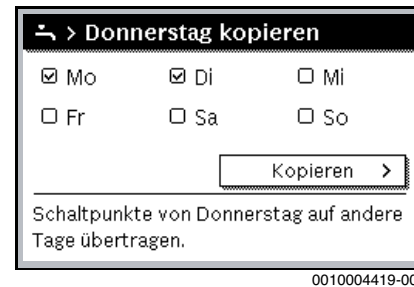 > Donnerstag kopieren
☑ Mo ☑ Di ☐ Mi
☐ Fr ☐ Sa ☐ So
Kopieren >
Schaltpunkte von Donnerstag auf andere
Tage übertragen.
0010004419-00